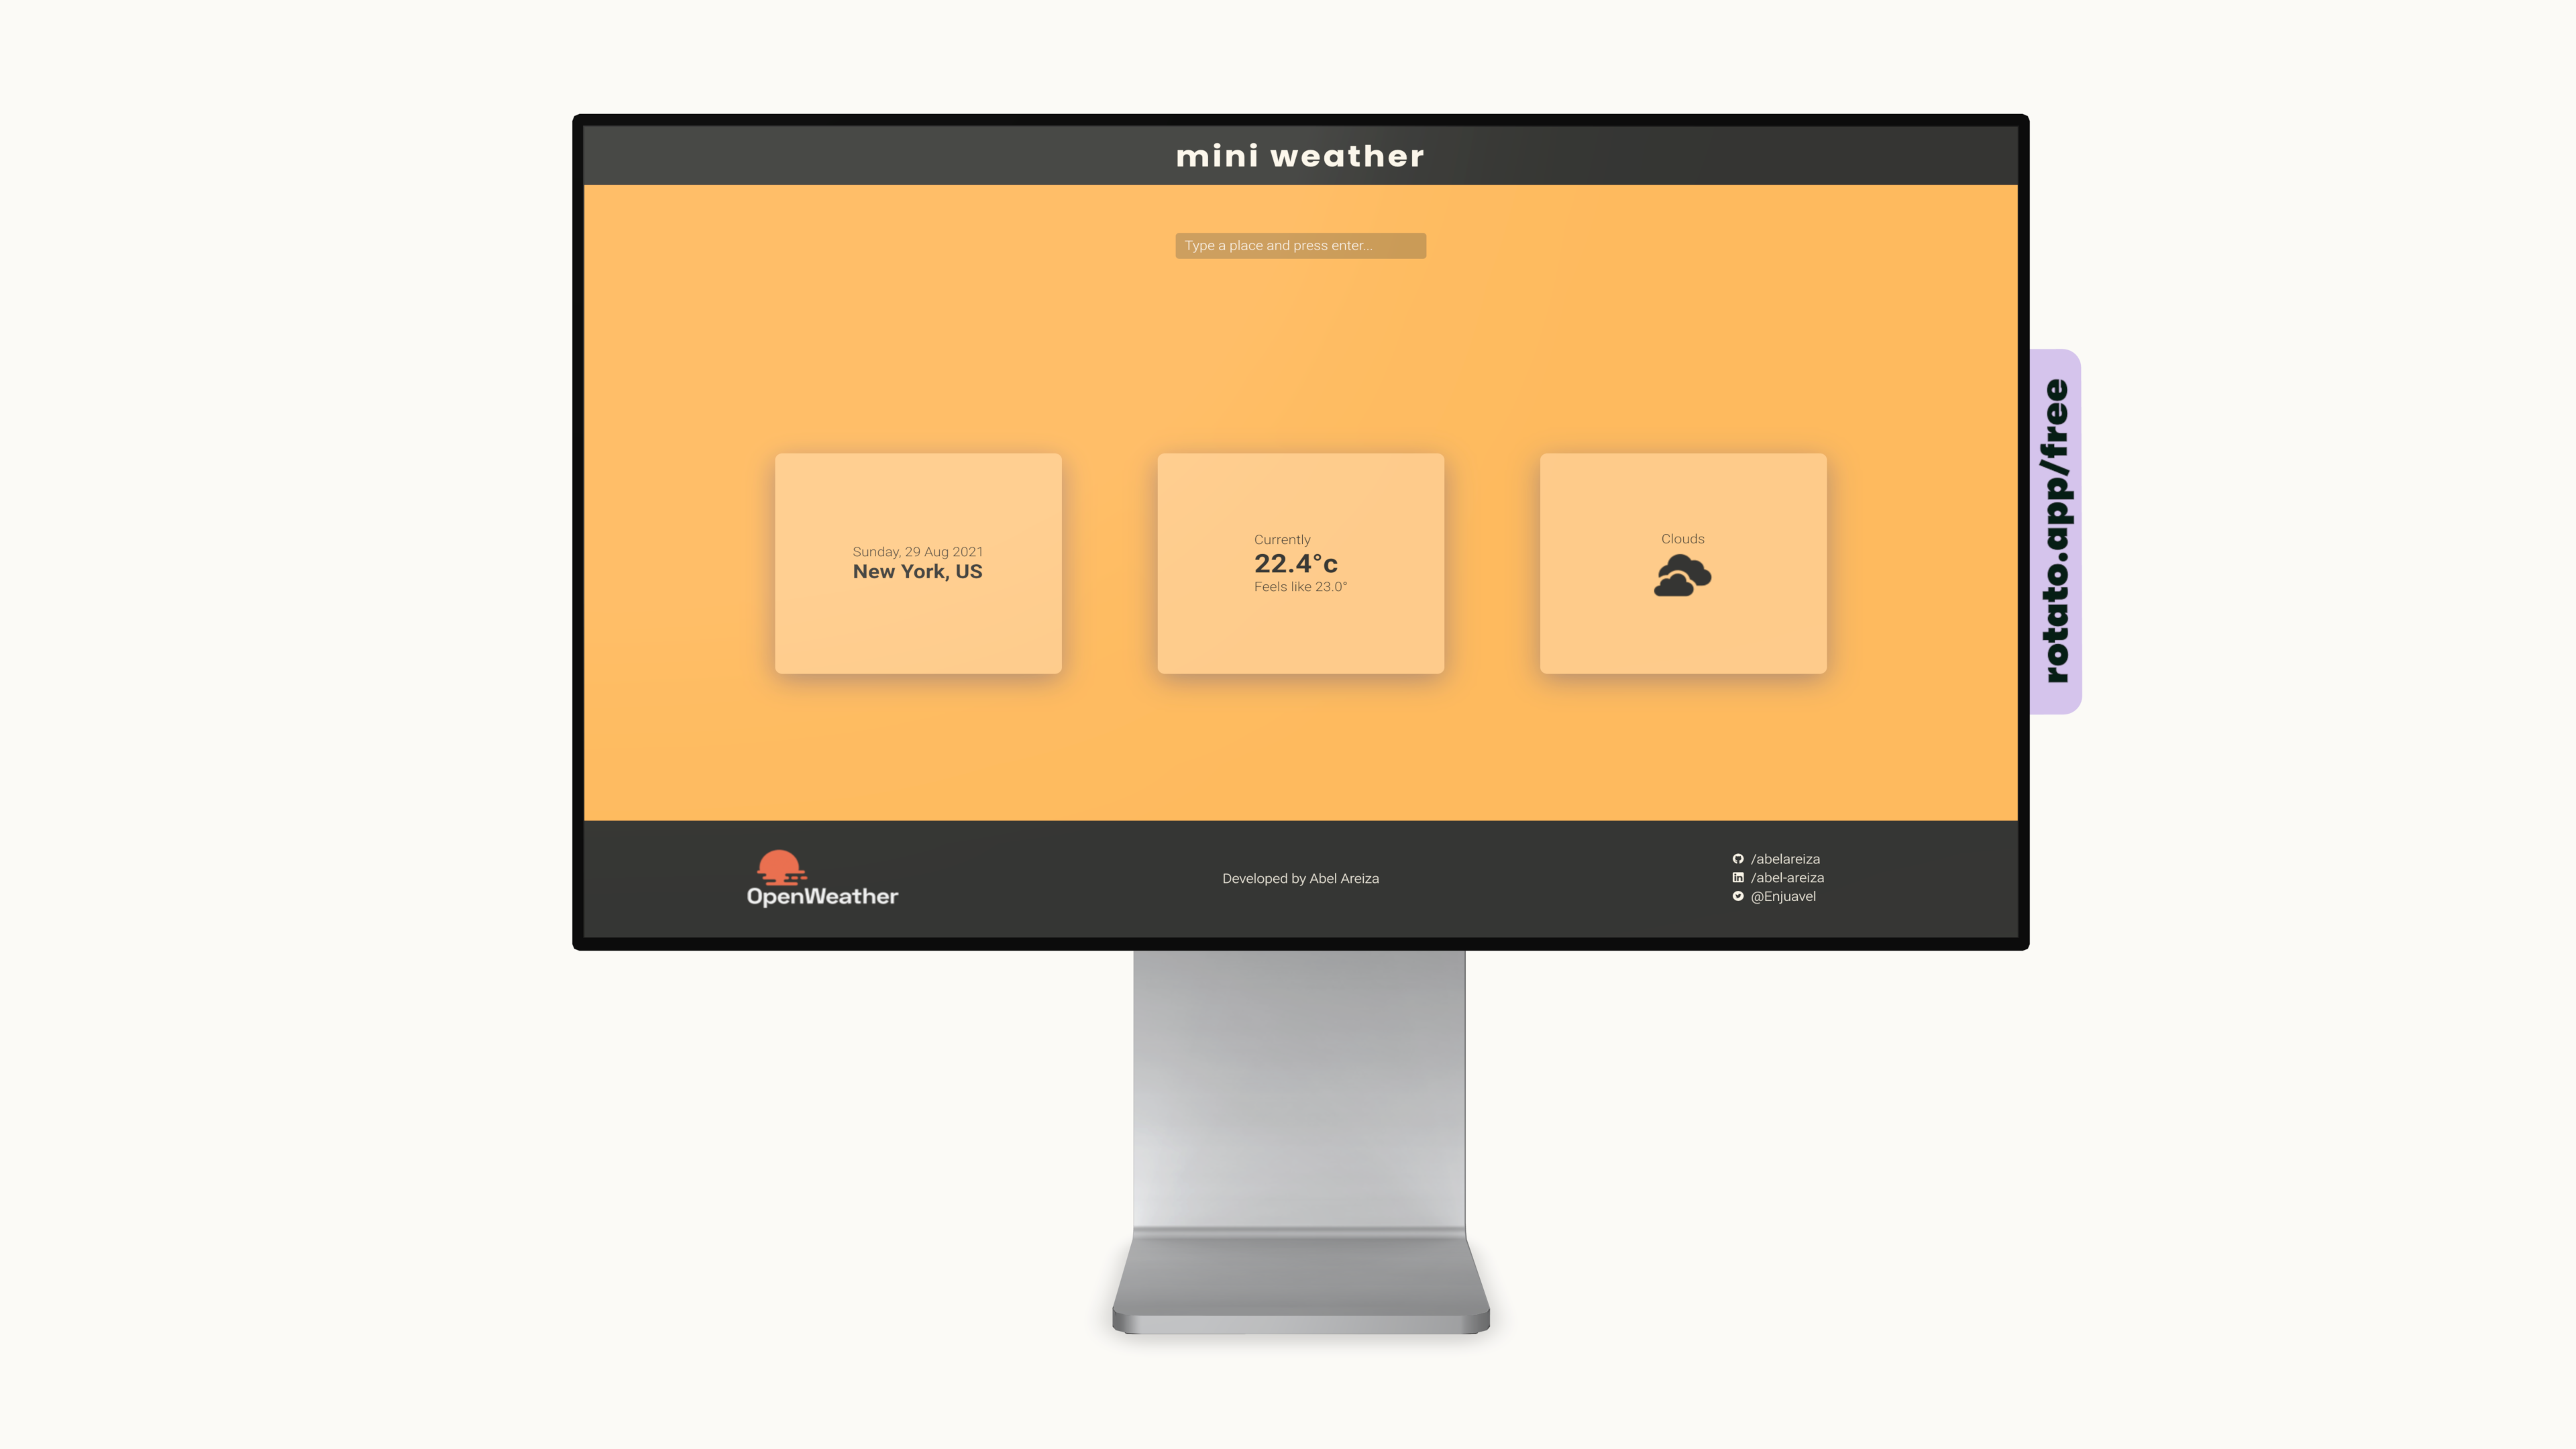 mini weather
Type a place and press enter...
Sunday, 29 Aug 2021
New York, US
Currently
22.4°c
Feels like 23.0°
Clouds
OpenWeather
Developed by Abel Areiza
/abelareiza
/abel-areiza
@Enjuavel
rotato.app/free